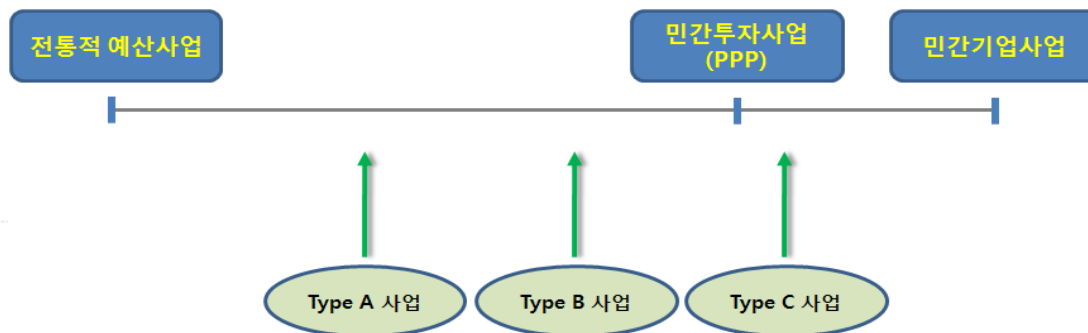 전통적 예산사업
민간투자사업
(PPP)
민간기업사업
Type A 사업
Type B 사업
Type C 사업